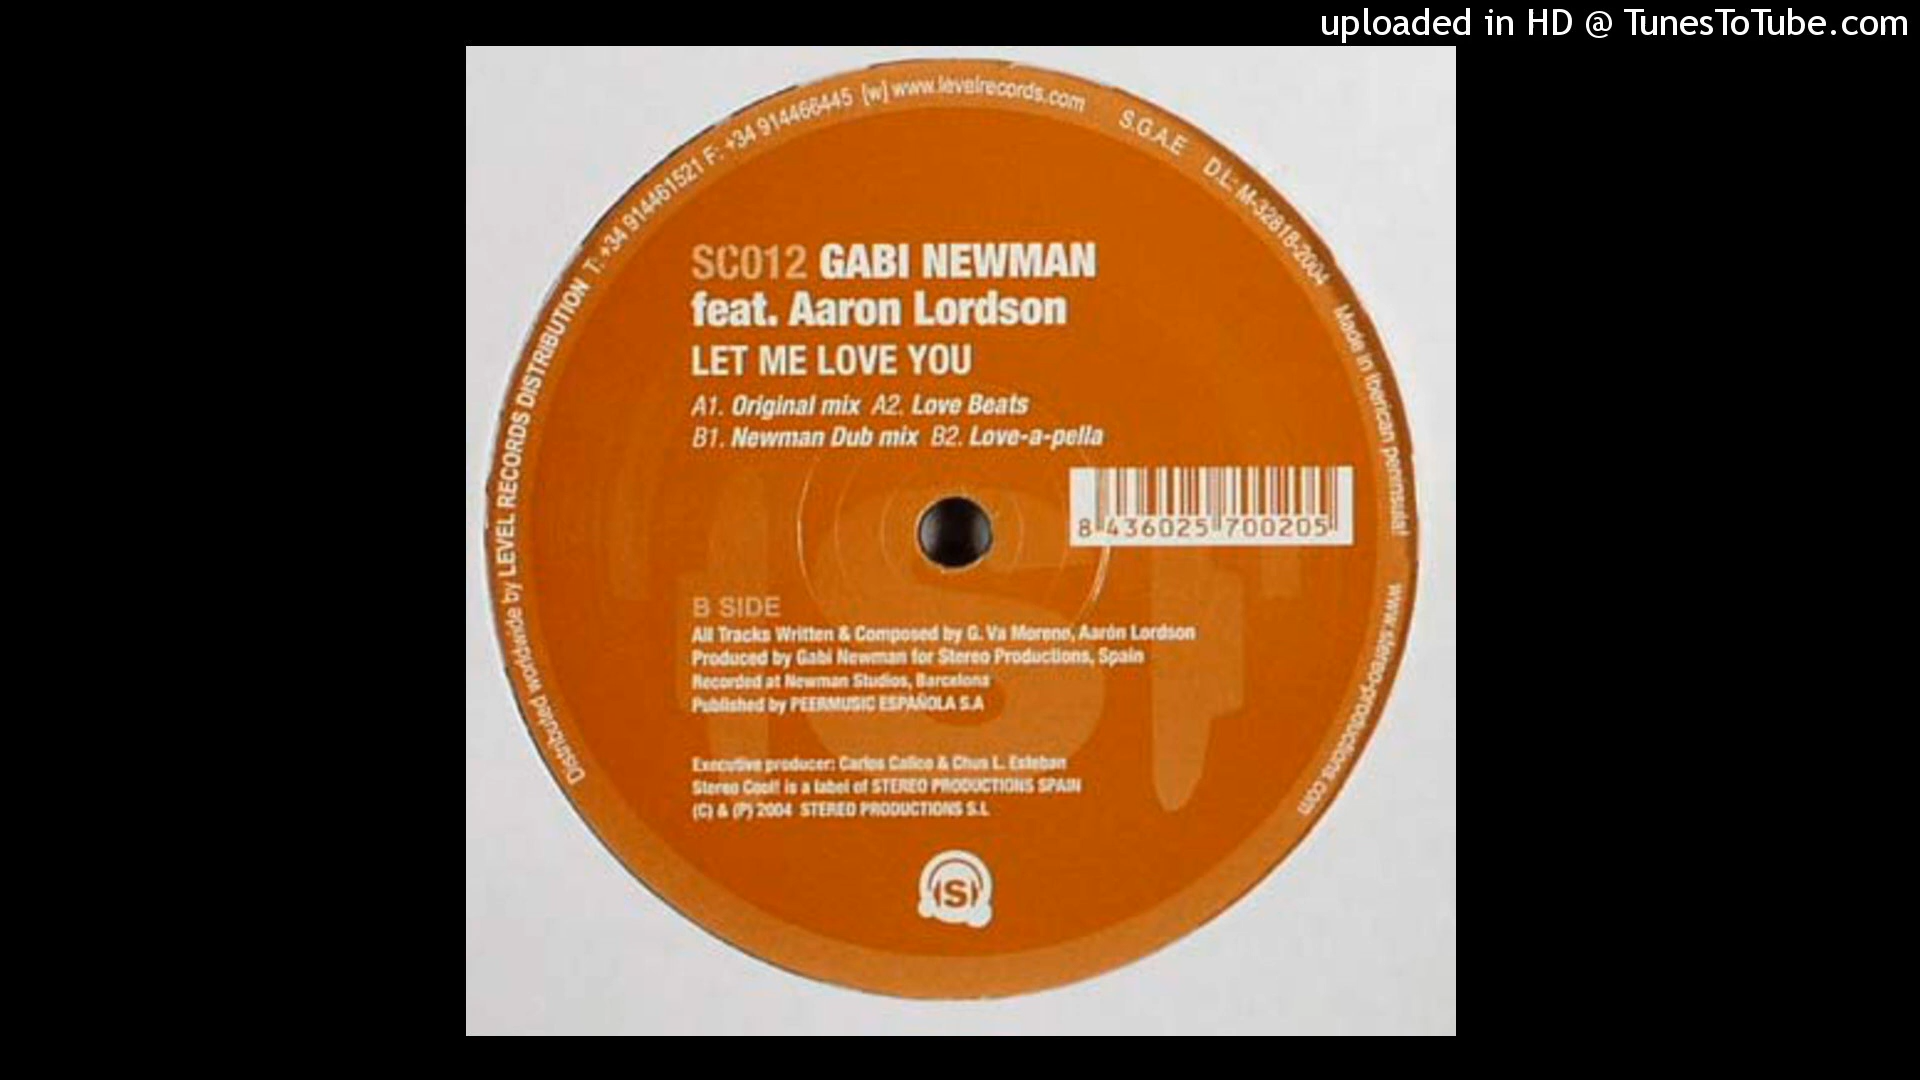 uploaded in HD @ TunesToTube.com
Distributed worldwide by LEVEL RECORDS DISTRIBUTION T: +34 914461521 F: +34 914466445 [w] www.levelrecords.com S.G.A.E D.L: M-32818-2004 Made in iberican peninsula! www.stereo-productions.com
SC012 GABI NEWMAN
feat. Aaron Lordson
LET ME LOVE YOU
A1. Original mix A2. Love Beats
B1. Newman Dub mix B2. Love-a-pella
8 436025 700205
B SIDE
All Tracks Written & Composed by G. Va Moreno, Aarón Lordson
Produced by Gabi Newman for Stereo Productions, Spain
Recorded at Newman Studios, Barcelona
Published by PEERMUSIC ESPAÑOLA S.A
Executive producer: Carlos Calico & Chus L. Esteban
Stereo Cool! is a label of STEREO PRODUCTIONS SPAIN
(C) & (P) 2004 STEREO PRODUCTIONS S.L
(S)